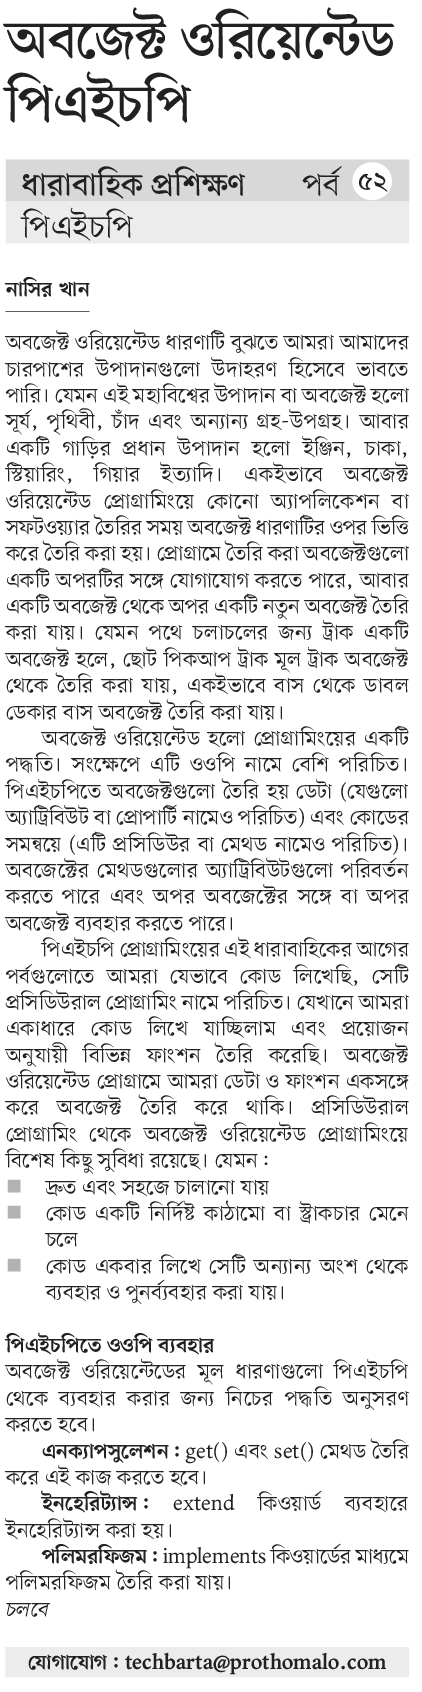 অবজেক্ট ওরিয়েন্টেড
পিএইচপি
ধারাবাহিক প্রশিক্ষণ পর্ব ৫২
পিএইচপি
নাসির খান
অবজেক্ট ওরিয়েন্টেড ধারণাটি বুঝতে আমরা আমাদের
চারপাশের উপাদানগুলো উদাহরণ হিসেবে ভাবতে
পারি। যেমন এই মহাবিশ্বের উপাদান বা অবজেক্ট হলো
সূর্য, পৃথিবী, চাঁদ এবং অন্যান্য গ্রহ-উপগ্রহ। আবার
একটি গাড়ির প্রধান উপাদান হলো ইঞ্জিন, চাকা,
স্টিয়ারিং, গিয়ার ইত্যাদি। একইভাবে অবজেক্ট
ওরিয়েন্টেড প্রোগ্রামিংয়ে কোনো অ্যাপলিকেশন বা
সফটওয়্যার তৈরির সময় অবজেক্ট ধারণাটির ওপর ভিত্তি
করে তৈরি করা হয়। প্রোগ্রামে তৈরি করা অবজেক্টগুলো
একটি অপরটির সঙ্গে যোগাযোগ করতে পারে, আবার
একটি অবজেক্ট থেকে অপর একটি নতুন অবজেক্ট তৈরি
করা যায়। যেমন পথে চলাচলের জন্য ট্রাক একটি
অবজেক্ট হলে, ছোট পিকআপ ট্রাক মূল ট্রাক অবজেক্ট
থেকে তৈরি করা যায়, একইভাবে বাস থেকে ডাবল
ডেকার বাস অবজেক্ট তৈরি করা যায়।
অবজেক্ট ওরিয়েন্টেড হলো প্রোগ্রামিংয়ের একটি
পদ্ধতি। সংক্ষেপে এটি ওওপি নামে বেশি পরিচিত।
পিএইচপিতে অবজেক্টগুলো তৈরি হয় ডেটা (যেগুলো
অ্যাট্রিবিউট বা প্রোপার্টি নামেও পরিচিত) এবং কোডের
সমন্বয়ে (এটি প্রসিডিউর বা মেথড নামেও পরিচিত)।
অবজেক্টের মেথডগুলোর অ্যাট্রিবিউটগুলো পরিবর্তন
করতে পারে এবং অপর অবজেক্টের সঙ্গে বা অপর
অবজেক্ট ব্যবহার করতে পারে।
পিএইচপি প্রোগ্রামিংয়ের এই ধারাবাহিকের আগের
পর্বগুলোতে আমরা যেভাবে কোড লিখেছি, সেটি
প্রসিডিউরাল প্রোগ্রামিং নামে পরিচিত। যেখানে আমরা
একাধারে কোড লিখে যাচ্ছিলাম এবং প্রয়োজন
অনুযায়ী বিভিন্ন ফাংশন তৈরি করেছি। অবজেক্ট
ওরিয়েন্টেড প্রোগ্রামে আমরা ডেটা ও ফাংশন একসঙ্গে
করে অবজেক্ট তৈরি করে থাকি। প্রসিডিউরাল
প্রোগ্রামিং থেকে অবজেক্ট ওরিয়েন্টেড প্রোগ্রামিংয়ে
বিশেষ কিছু সুবিধা রয়েছে। যেমন :
■ দ্রুত এবং সহজে চালানো যায়
■ কোড একটি নির্দিষ্ট কাঠামো বা স্ট্রাকচার মেনে
চলে
■ কোড একবার লিখে সেটি অন্যান্য অংশ থেকে
ব্যবহার ও পুনর্ব্যবহার করা যায়।
পিএইচপিতে ওওপি ব্যবহার
অবজেক্ট ওরিয়েন্টেডের মূল ধারণাগুলো পিএইচপি
থেকে ব্যবহার করার জন্য নিচের পদ্ধতি অনুসরণ
করতে হবে।
এনক্যাপসুলেশন : get() এবং set() মেথড তৈরি
করে এই কাজ করতে হবে।
ইনহেরিট্যান্স : extend কিওয়ার্ড ব্যবহারে
ইনহেরিট্যান্স করা হয়।
পলিমরফিজম : implements কিওয়ার্ডের মাধ্যমে
পলিমরফিজম তৈরি করা যায়।
চলবে
যোগাযোগ : techbarta@prothomalo.com